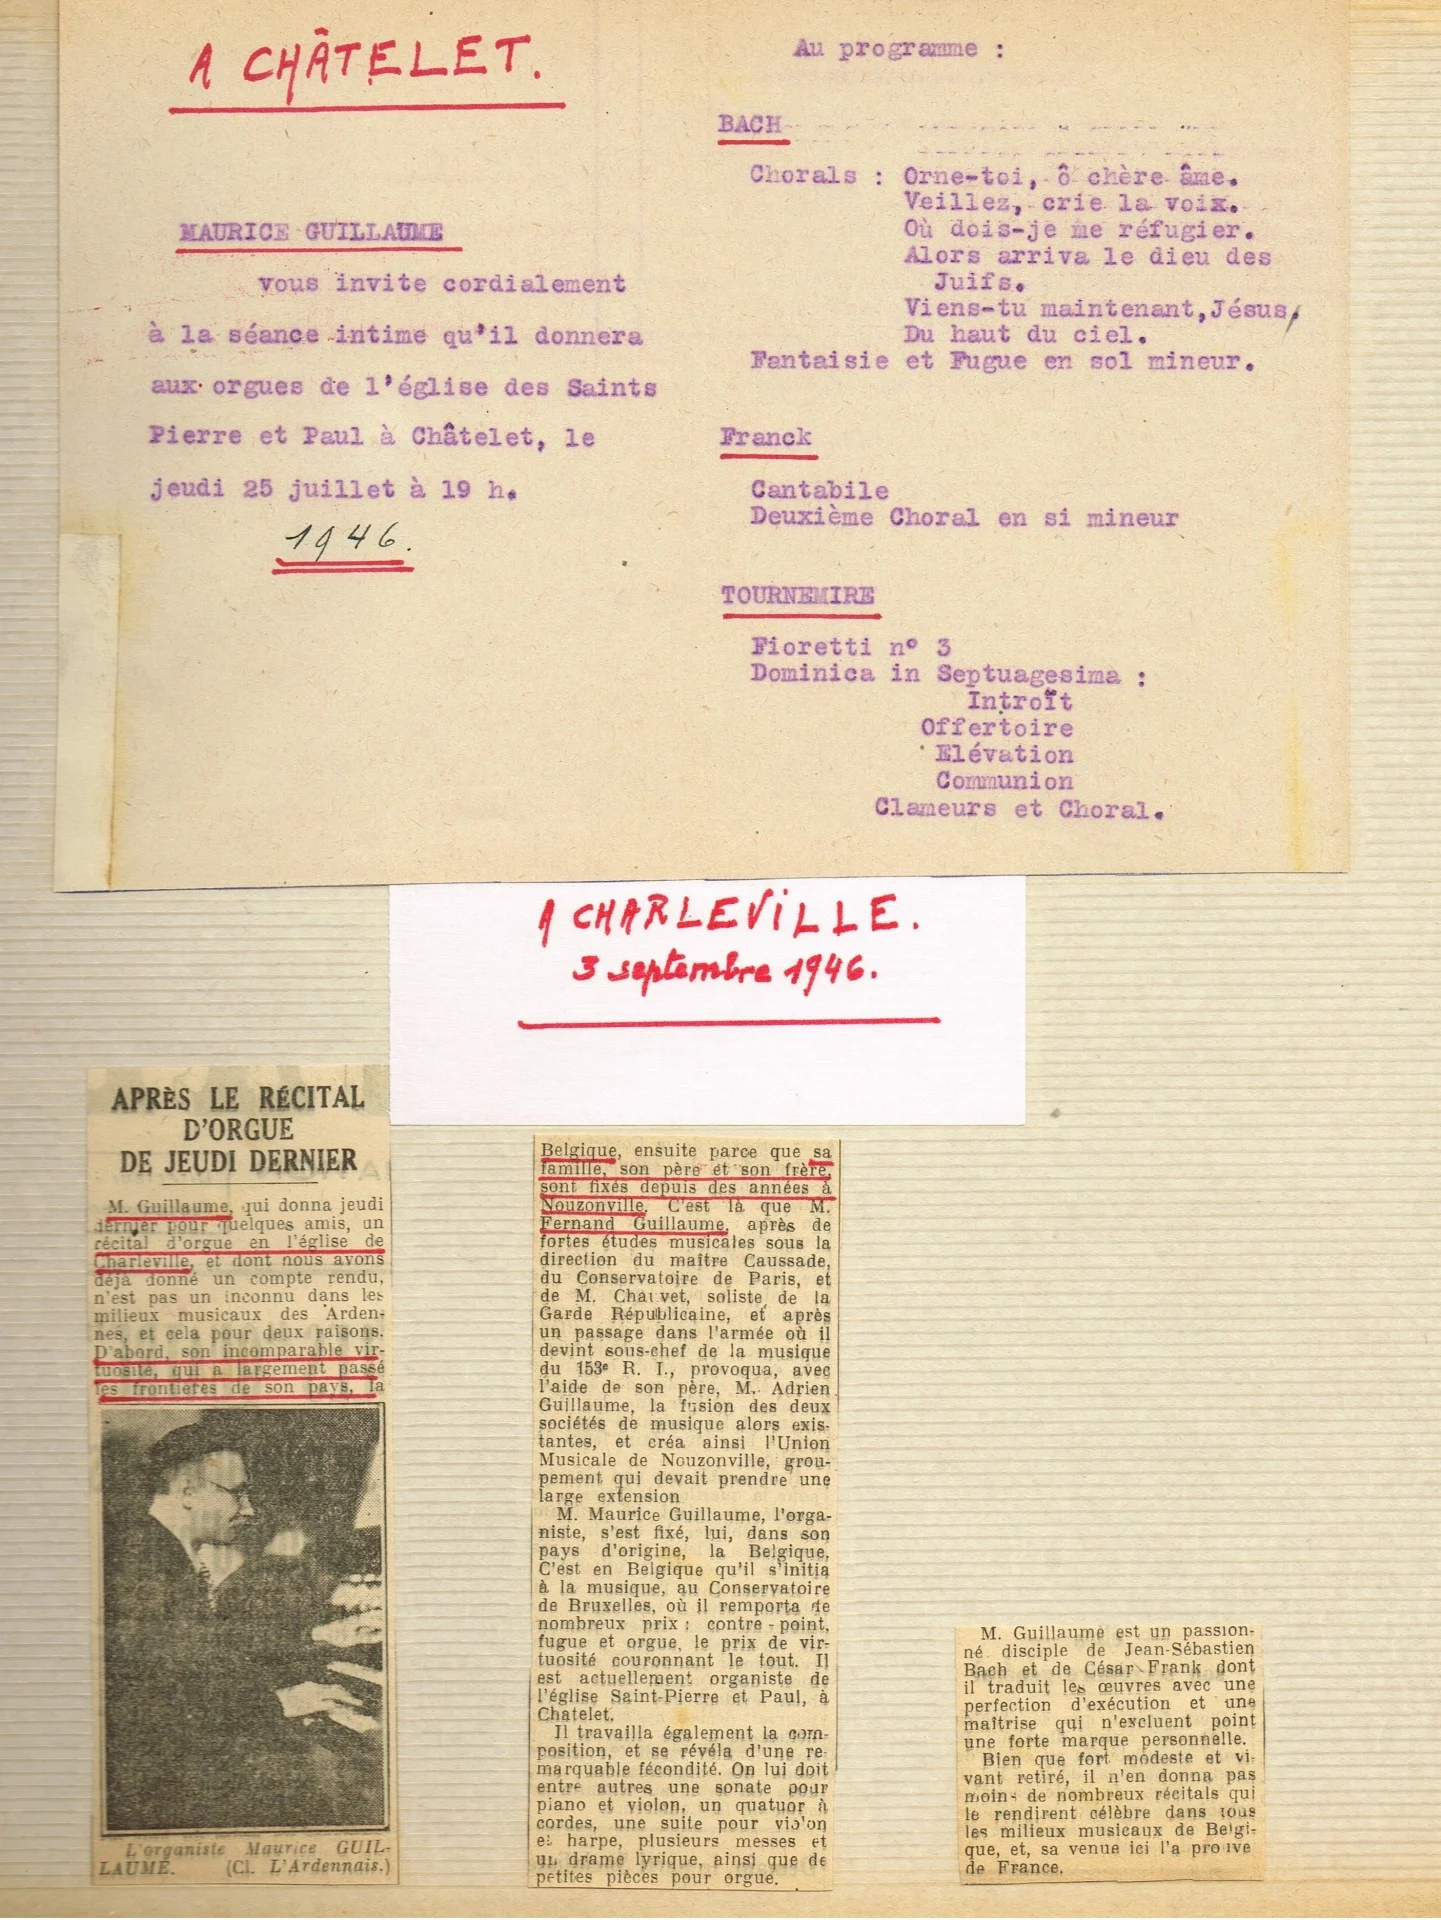 A CHÂTELET.
MAURICE GUILLAUME
vous invite cordialement
à la séance intime qu'il donnera
aux orgues de l'église des Saints
Pierre et Paul à Châtelet, le
jeudi 25 juillet à 19 h.
1946.
Au programme :
BACH
Chorals : Orne-toi, ô chère âme.
Veillez, crie la voix.
Où dois-je me réfugier.
Alors arriva le dieu des
Juifs.
Viens-tu maintenant, Jésus,
Du haut du ciel.
Fantaisie et Fugue en sol mineur.
Franck
Cantabile
Deuxième Choral en si mineur
TOURNEMIRE
Fioretti n° 3
Dominica in Septuagesima :
Introït
Offertoire
Elévation
Communion
Clameurs et Choral.
A CHARLEVILLE.
3 septembre 1946.
APRÈS LE RÉCITAL
D'ORGUE
DE JEUDI DERNIER
M. Guillaume, qui donna jeudi
dernier pour quelques amis, un
récital d'orgue en l'église de
Charleville, et dont nous avons
déjà donné un compte rendu,
n'est pas un inconnu dans les
milieux musicaux des Arden-
nes, et cela pour deux raisons.
D'abord, son incomparable vir-
tuosité, qui a largement passé
les frontières de son pays, la
L'organiste Maurice GUIL-
LAUME. (Cl. L'Ardennais.)
Belgique, ensuite parce que sa
famille, son père et son frère,
sont fixés depuis des années à
Nouzonville. C'est là que M.
Fernand Guillaume, après de
fortes études musicales sous la
direction du maître Caussade,
du Conservatoire de Paris, et
de M. Chauvet, soliste de la
Garde Républicaine, et après
un passage dans l'armée où il
devint sous-chef de la musique
du 153e R. I., provoqua, avec
l'aide de son père, M. Adrien
Guillaume, la fusion des deux
sociétés de musique alors exis-
tantes, et créa ainsi l'Union
Musicale de Nouzonville, grou-
pement qui devait prendre une
large extension
M. Maurice Guillaume, l'orga-
niste, s'est fixé, lui, dans son
pays d'origine, la Belgique.
C'est en Belgique qu'il s'initia
à la musique, au Conservatoire
de Bruxelles, où il remporta de
nombreux prix : contre-point,
fugue et orgue, le prix de vir-
tuosité couronnant le tout. Il
est actuellement organiste de
l'église Saint-Pierre et Paul, à
Chatelet.
Il travailla également la com-
position, et se révéla d'une re-
marquable fécondité. On lui doit
entre autres une sonate pour
piano et violon, un quatuor à
cordes, une suite pour violon
et harpe, plusieurs messes et
un drame lyrique, ainsi que de
petites pièces pour orgue.
M. Guillaume est un passion-
né disciple de Jean-Sébastien
Bach et de César Frank dont
il traduit les œuvres avec une
perfection d'exécution et une
maîtrise qui n'excluent point
une forte marque personnelle.
Bien que fort modeste et vi-
vant retiré, il n'en donna pas
moins de nombreux récitals qui
le rendirent célèbre dans tous
les milieux musicaux de Belgi-
que, et, sa venue ici l'a prouvé
de France.